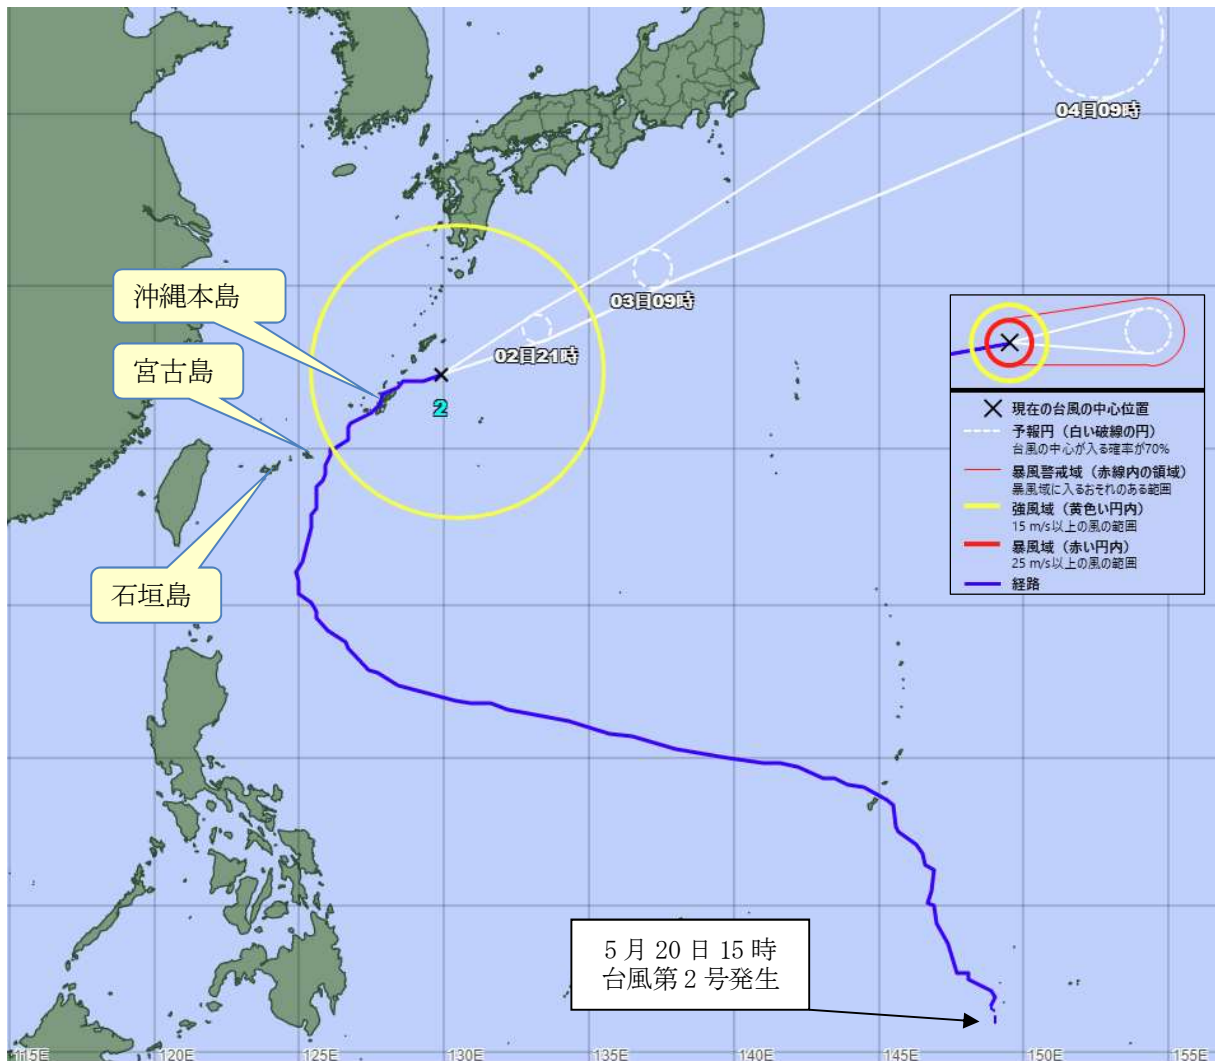 04日09時
03日09時
02日21時
2
沖縄本島
宮古島
石垣島
現在の台風の中心位置
予報円（白い破線の円）
台風の中心が入る確率が70%
暴風警戒域（赤線内の領域）
暴風域に入るおそれのある範囲
強風域（黄色い円内）
15 m/s以上の風の範囲
暴風域（赤い円内）
25 m/s以上の風の範囲
経路
5月20日15時
台風第2号発生
115E 120E 125E 130E 135E 140E 145E 150E 155E